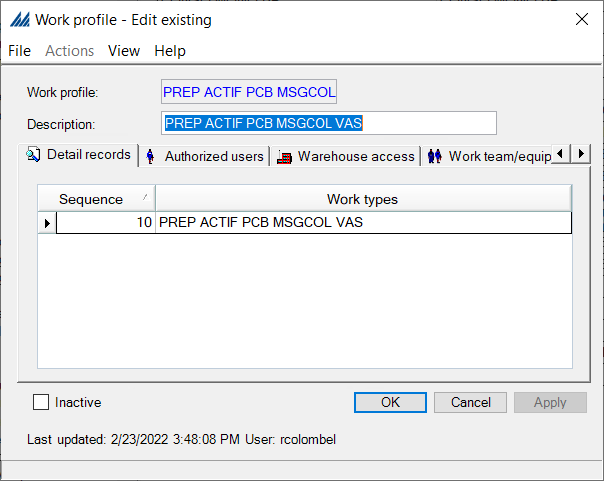 Work profile - Edit existing
File Actions View Help
Work profile: PREP ACTIF PCB MSGCOL
Description: PREP ACTIF PCB MSGCOL VAS
Detail records Authorized users Warehouse access Work team/equip
Sequence Work types
10 PREP ACTIF PCB MSGCOL VAS
Inactive OK Cancel Apply
Last updated: 2/23/2022 3:48:08 PM User: rcolombel